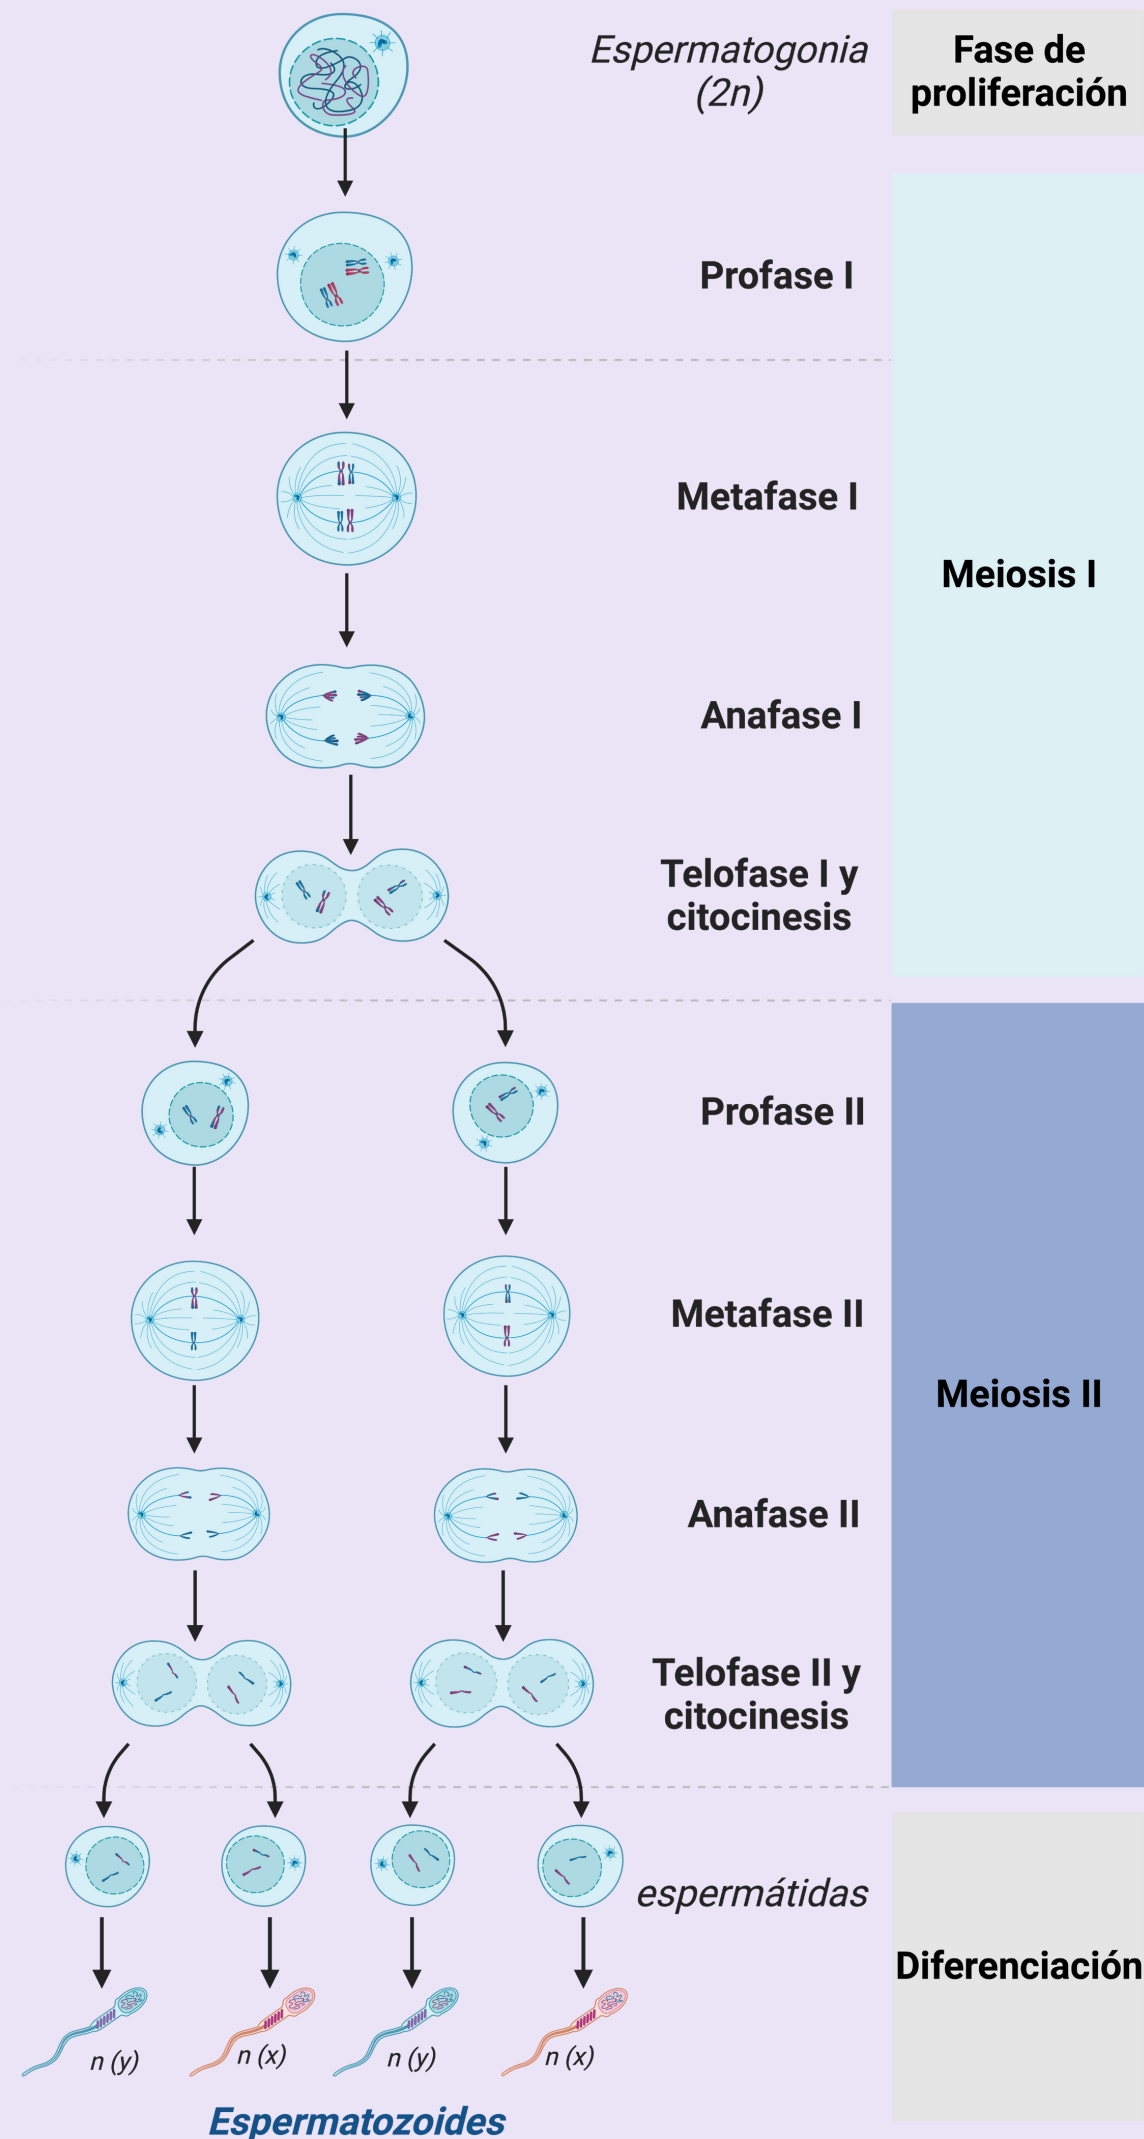 Espermatogonia
(2n)
Fase de
proliferación
Profase I
Metafase I
Meiosis I
Anafase I
Telofase I y
citocinesis
Profase II
Metafase II
Meiosis II
Anafase II
Telofase II y
citocinesis
espermátidas
Diferenciación
n (y)
n (x)
n (y)
n (x)
Espermatozoides